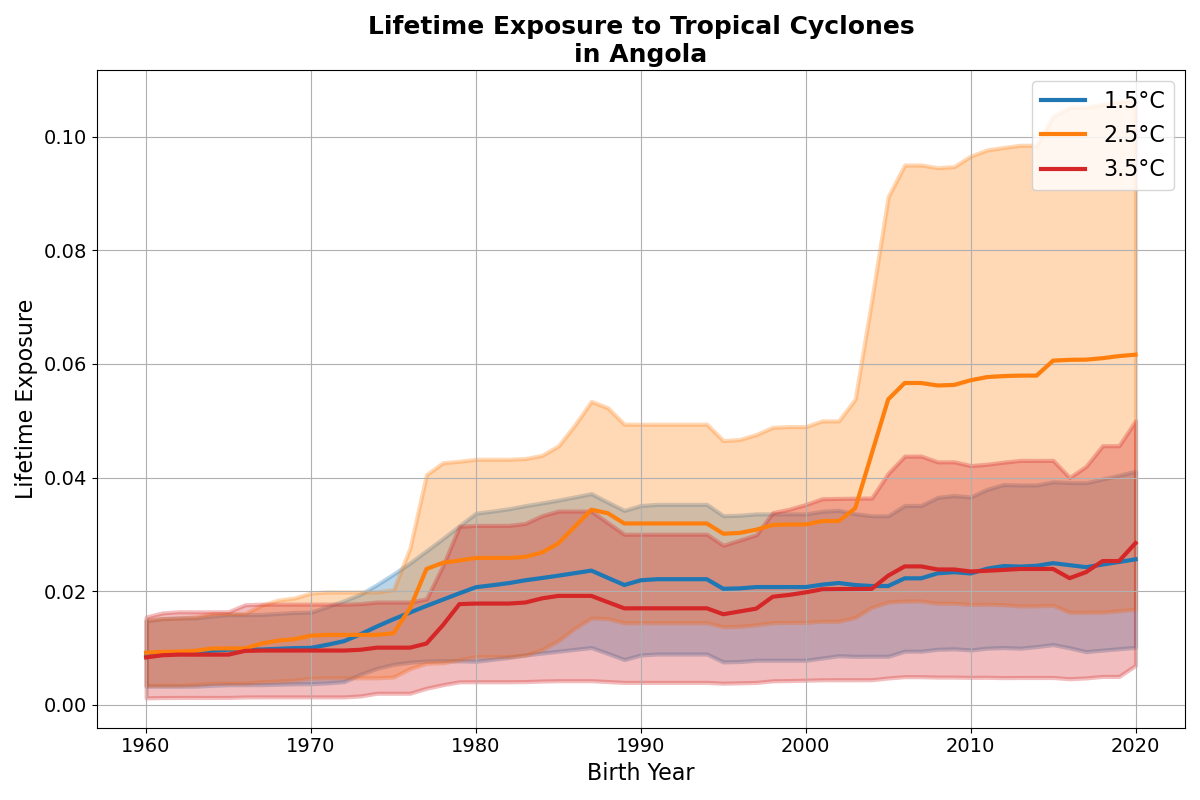 Lifetime Exposure to Tropical Cyclones
in Angola
1.5°C
2.5°C
3.5°C
Lifetime Exposure
0.10
0.08
0.06
0.04
0.02
0.00
1960 1970 1980 1990 2000 2010 2020
Birth Year